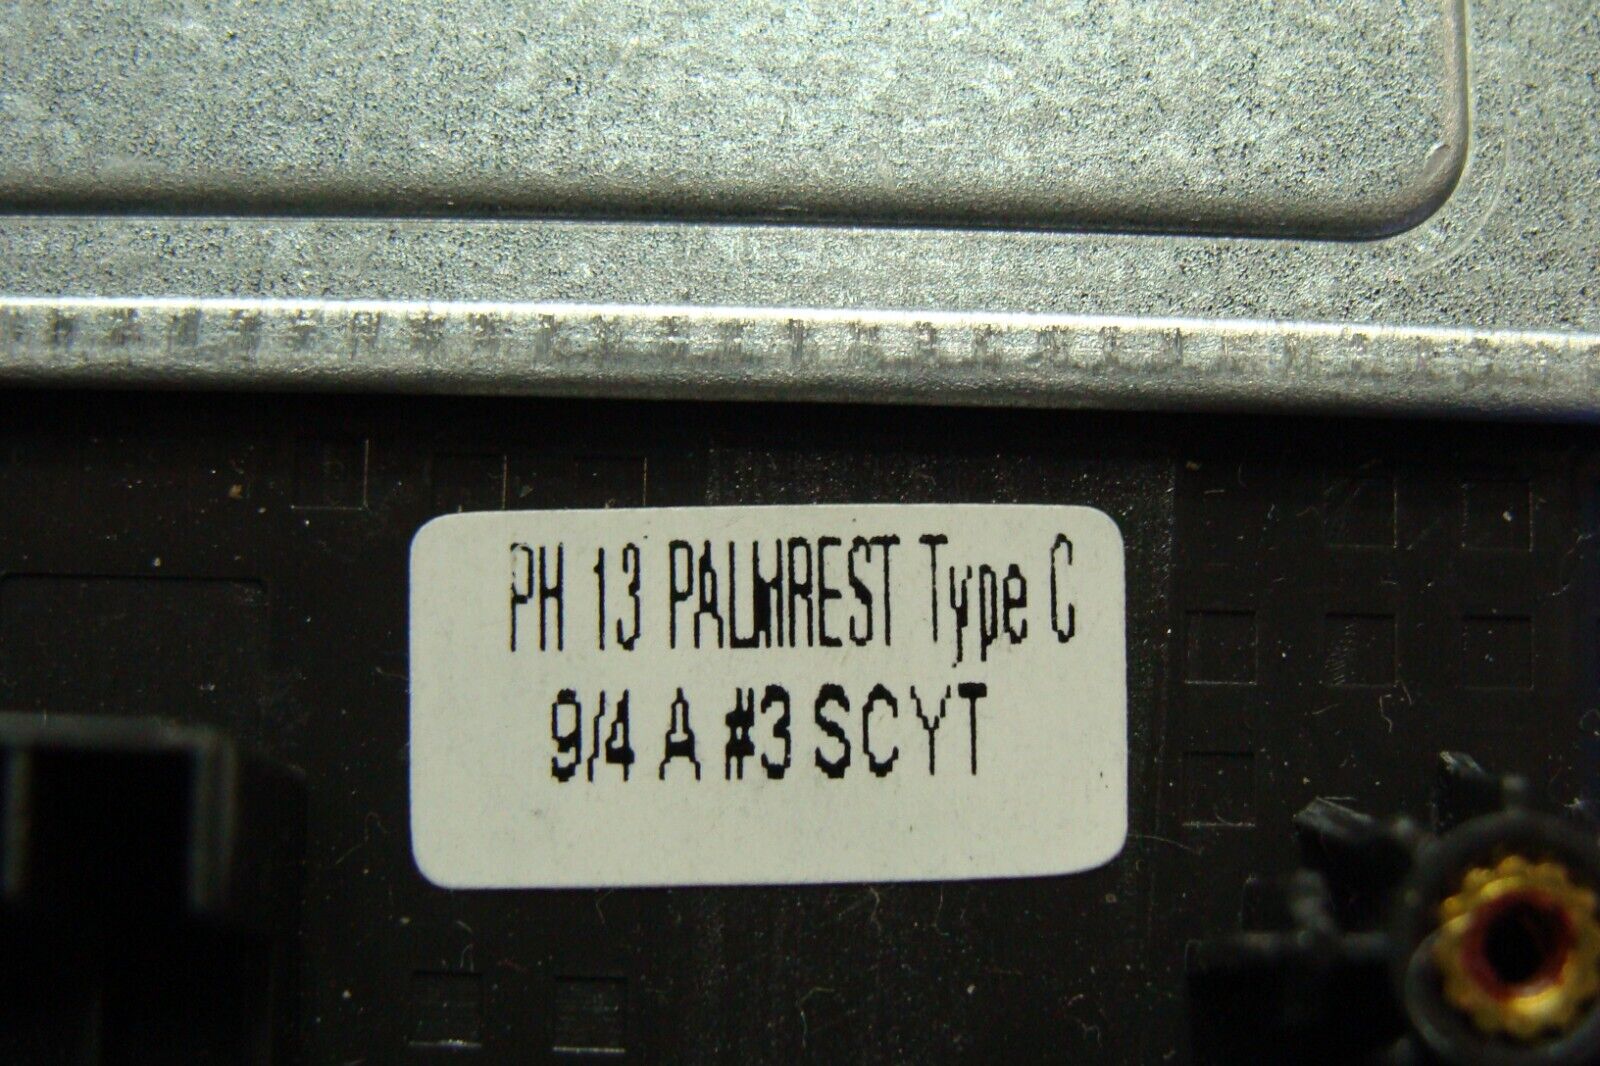 PH 13 PALMREST Type C
9/4 A #3 SCYT